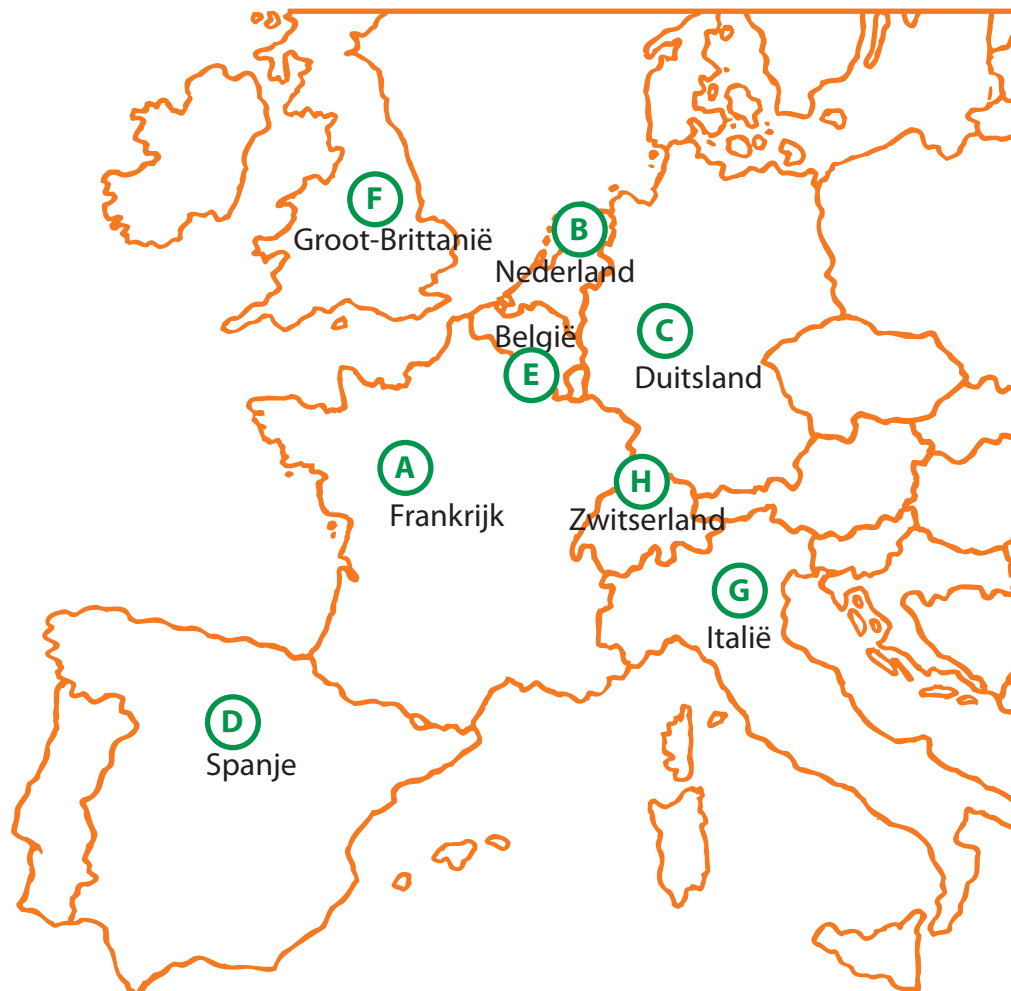 F
Groot-Brittanië
B
Nederland
België
E
C
Duitsland
A
Frankrijk
H
Zwitserland
G
Italië
D
Spanje